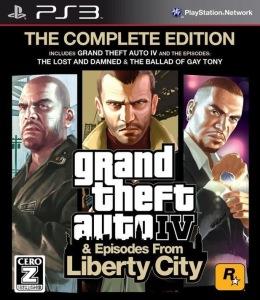 PS3
PlayStation Network
THE COMPLETE EDITION
INCLUDES GRAND THEFT AUTO IV AND THE EPISODES:
THE LOST AND DAMNED & THE BALLAD OF GAY TONY
grand
theft
auto IV
& Episodes From
Liberty City
CERO
Z
R